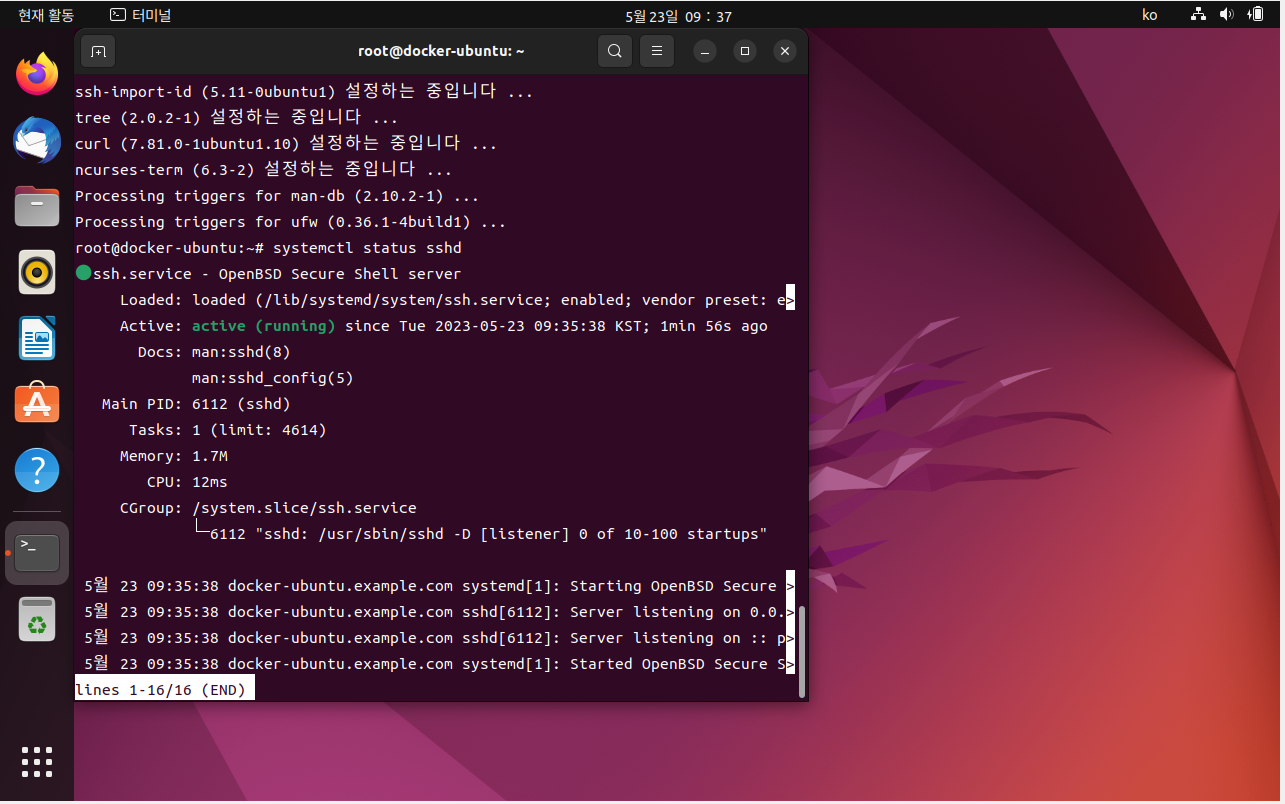 현재 활동
터미널
5월 23일 09 : 37
ko
root@docker-ubuntu: ~
ssh-import-id (5.11-0ubuntu1) 설정하는 중입니다 ...
tree (2.0.2-1) 설정하는 중입니다 ...
curl (7.81.0-1ubuntu1.10) 설정하는 중입니다 ...
ncurses-term (6.3-2) 설정하는 중입니다 ...
Processing triggers for man-db (2.10.2-1) ...
Processing triggers for ufw (0.36.1-4build1) ...
root@docker-ubuntu:~# systemctl status sshd
● ssh.service - OpenBSD Secure Shell server
Loaded: loaded (/lib/systemd/system/ssh.service; enabled; vendor preset: e>
Active: active (running) since Tue 2023-05-23 09:35:38 KST; 1min 56s ago
Docs: man:sshd(8)
man:sshd_config(5)
Main PID: 6112 (sshd)
Tasks: 1 (limit: 4614)
Memory: 1.7M
CPU: 12ms
CGroup: /system.slice/ssh.service
└─6112 "sshd: /usr/sbin/sshd -D [listener] 0 of 10-100 startups"
5월 23 09:35:38 docker-ubuntu.example.com systemd[1]: Starting OpenBSD Secure >
5월 23 09:35:38 docker-ubuntu.example.com sshd[6112]: Server listening on 0.0.>
5월 23 09:35:38 docker-ubuntu.example.com sshd[6112]: Server listening on :: p>
5월 23 09:35:38 docker-ubuntu.example.com systemd[1]: Started OpenBSD Secure S>
lines 1-16/16 (END)